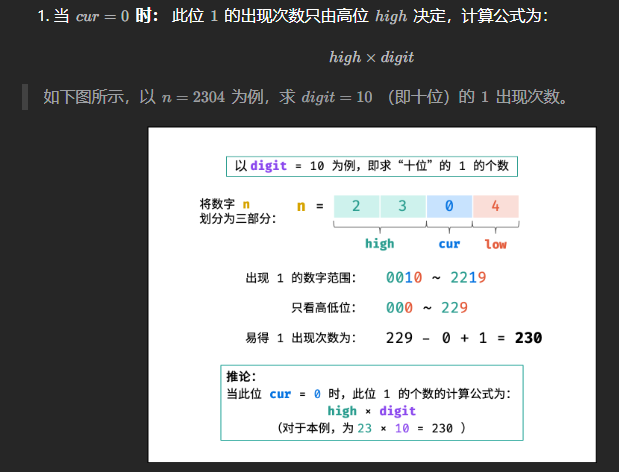 1. 当 cur = 0 时： 此位 1 的出现次数只由高位 high 决定，计算公式为：
high × digit
如下图所示，以 n = 2304 为例，求 digit = 10 （即十位）的 1 出现次数。
以 digit = 10 为例，即求“十位”的 1 的个数
将数字 n
划分为三部分：
n = 2 3 0 4
high cur low
出现 1 的数字范围： 0010 ~ 2219
只看高低位： 000 ~ 229
易得 1 出现次数为： 229 - 0 + 1 = 230
推论：
当此位 cur = 0 时，此位 1 的个数的计算公式为：
high × digit
（对于本例，为 23 × 10 = 230 ）